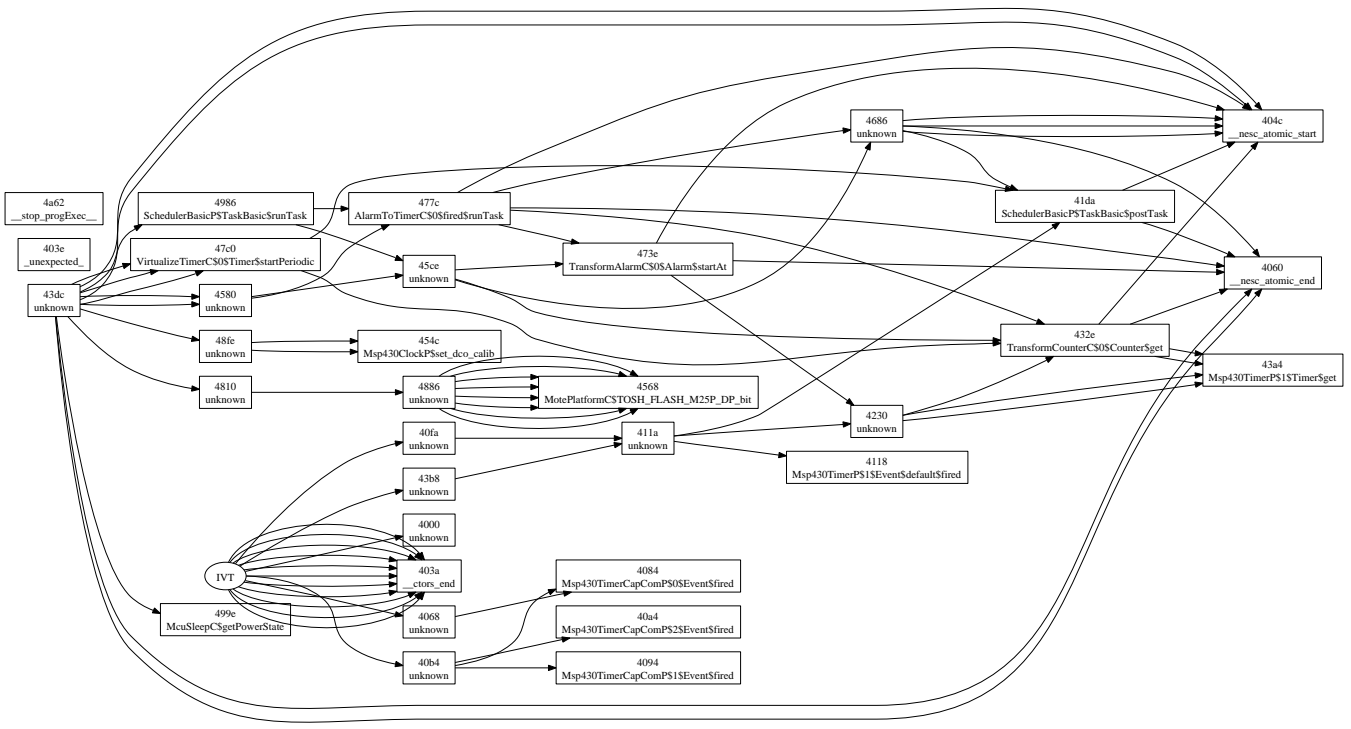 404c
__nesc_atomic_start
4686
unknown
4a62
__stop_progExec__
4986
SchedulerBasicP$TaskBasic$runTask
477c
AlarmToTimerC$0$fired$runTask
41da
SchedulerBasicP$TaskBasic$postTask
403e
_unexpected_
47c0
VirtualizeTimerC$0$Timer$startPeriodic
473e
TransformAlarmC$0$Alarm$startAt
45ce
unknown
4060
__nesc_atomic_end
43dc
unknown
4580
unknown
48fe
unknown
454c
Msp430ClockP$set_dco_calib
432e
TransformCounterC$0$Counter$get
43a4
Msp430TimerP$1$Timer$get
4810
unknown
4886
unknown
4568
MotePlatformC$TOSH_FLASH_M25P_DP_bit
4230
unknown
40fa
unknown
411a
unknown
4118
Msp430TimerP$1$Event$default$fired
43b8
unknown
4000
unknown
IVT
403a
__ctors_end
4084
Msp430TimerCapComP$0$Event$fired
499e
McuSleepC$getPowerState
4068
unknown
40a4
Msp430TimerCapComP$2$Event$fired
40b4
unknown
4094
Msp430TimerCapComP$1$Event$fired